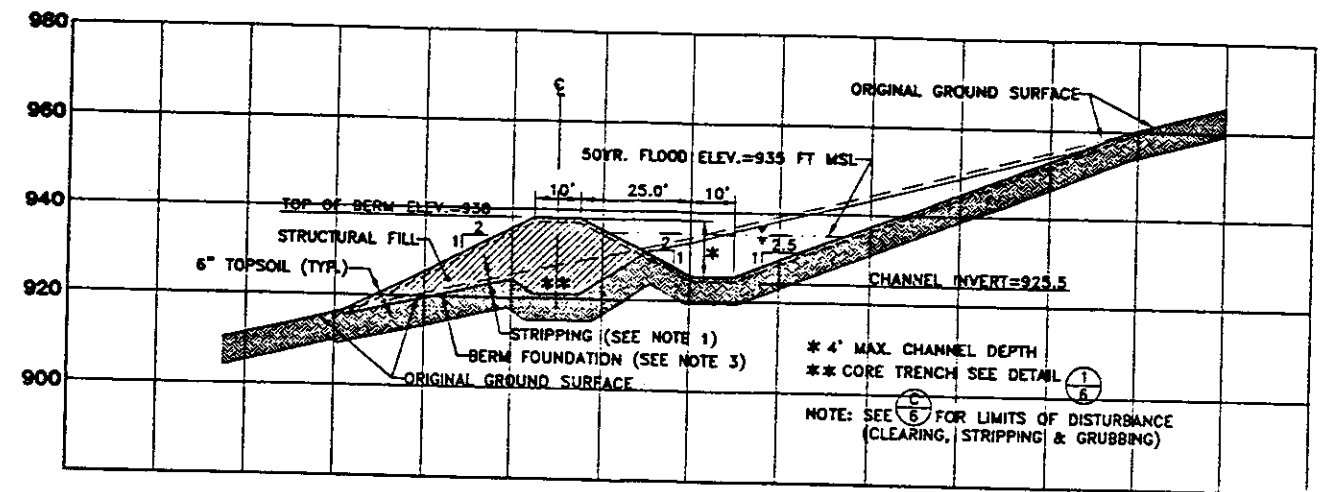 980
960
940
920
900
℄
ORIGINAL GROUND SURFACE
50YR. FLOOD ELEV.=935 FT MSL
10'
25.0'
10'
TOP OF BERM ELEV.=938
STRUCTURAL FILL
2
1
2
1
*
1
2.5
6" TOPSOIL (TYP.)
**
CHANNEL INVERT=925.5
STRIPPING (SEE NOTE 1)
BERM FOUNDATION (SEE NOTE 3)
ORIGINAL GROUND SURFACE
* 4' MAX. CHANNEL DEPTH
** CORE TRENCH SEE DETAIL 1/6
NOTE: SEE C/6 FOR LIMITS OF DISTURBANCE
(CLEARING, STRIPPING & GRUBBING)